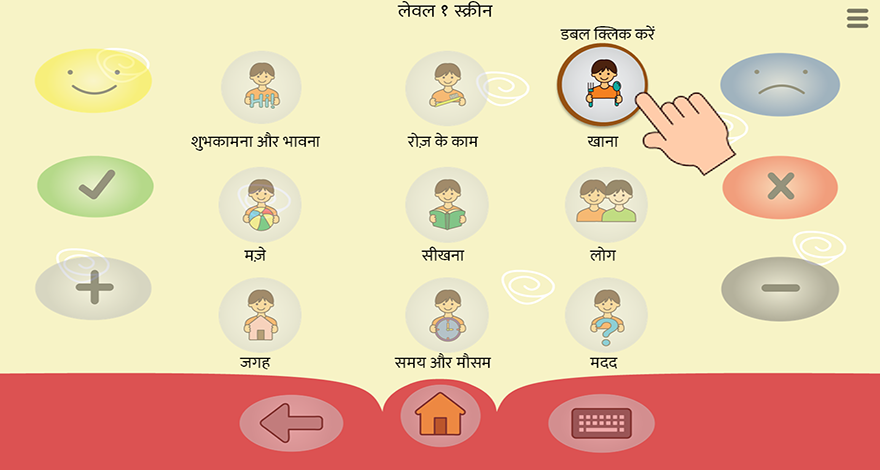 लेवल १ स्क्रीन
डबल क्लिक करें
शुभकामना और भावना
रोज़ के काम
खाना
मज़े
सीखना
लोग
जगह
समय और मौसम
मदद